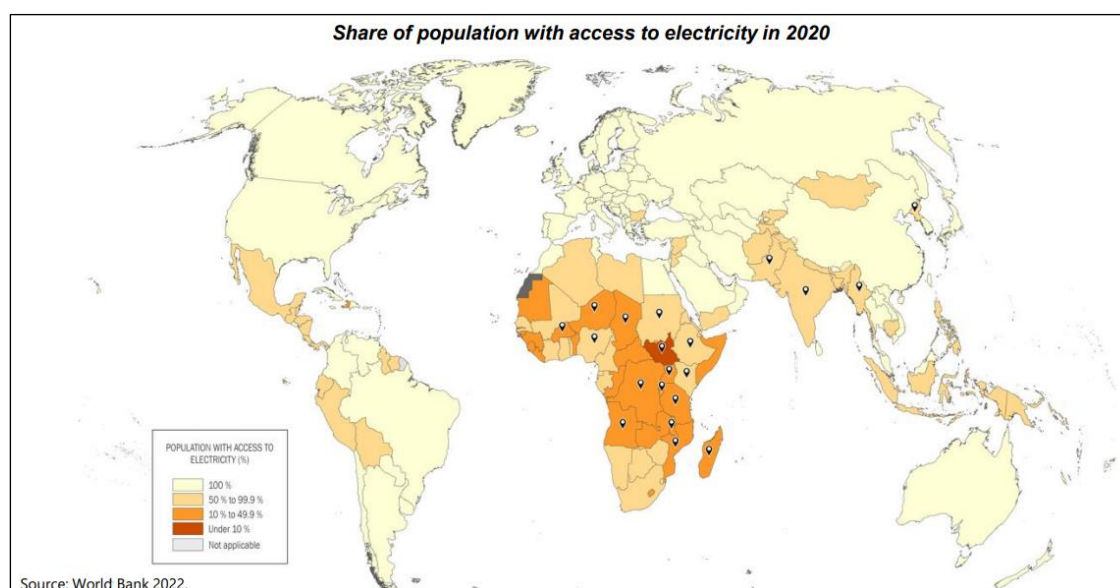 Share of population with access to electricity in 2020
POPULATION WITH ACCESS TO
ELECTRICITY (%)
100 %
50 % to 99.9 %
10 % to 49.9 %
Under 10 %
Not applicable
Source: World Bank 2022.